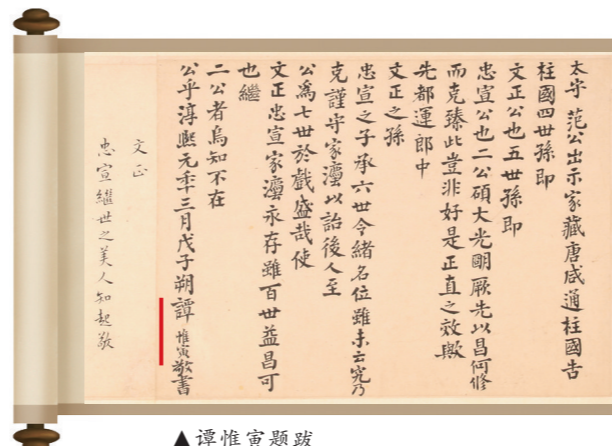 太守 范公出示家藏唐咸通柱國告
柱國四世孫即
文正公也五世孫即
忠宣公也二公碩大光明厥先以昌何修
而克臻此豈非好是正直之效歟
先都運郎中
文正之孫
忠宣之子承六世令緒名位雖未云究乃
克謹守家灋以詒後人至
公為七世於戲盛哉使
文正忠宣家灋永存雖百世益昌可
也繼
二公者烏知不在
公乎淳熙元年三月戊子朔譚惟寅敬書
文正
忠宣繼世之美人知起敬
▲谭惟寅题跋